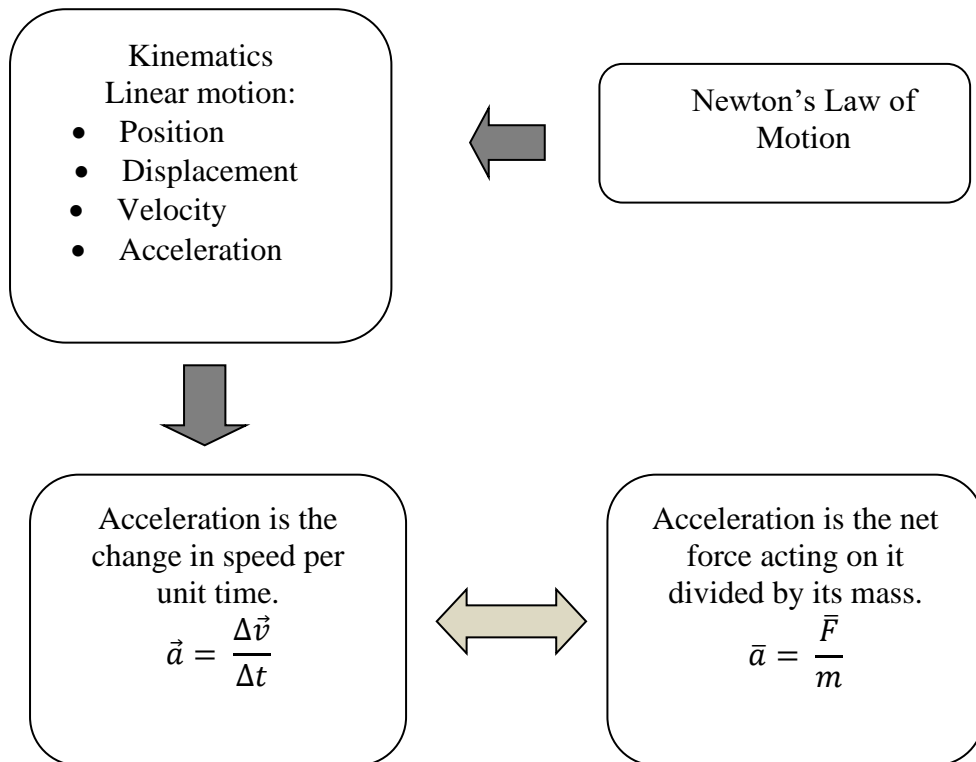 Kinematics
Linear motion:
• Position
• Displacement
• Velocity
• Acceleration
Newton’s Law of
Motion
Acceleration is the
change in speed per
unit time.
𝑎⃗ = Δ𝑣⃗ / Δ𝑡
Acceleration is the net
force acting on it
divided by its mass.
𝑎̅ = 𝐹̅ / 𝑚